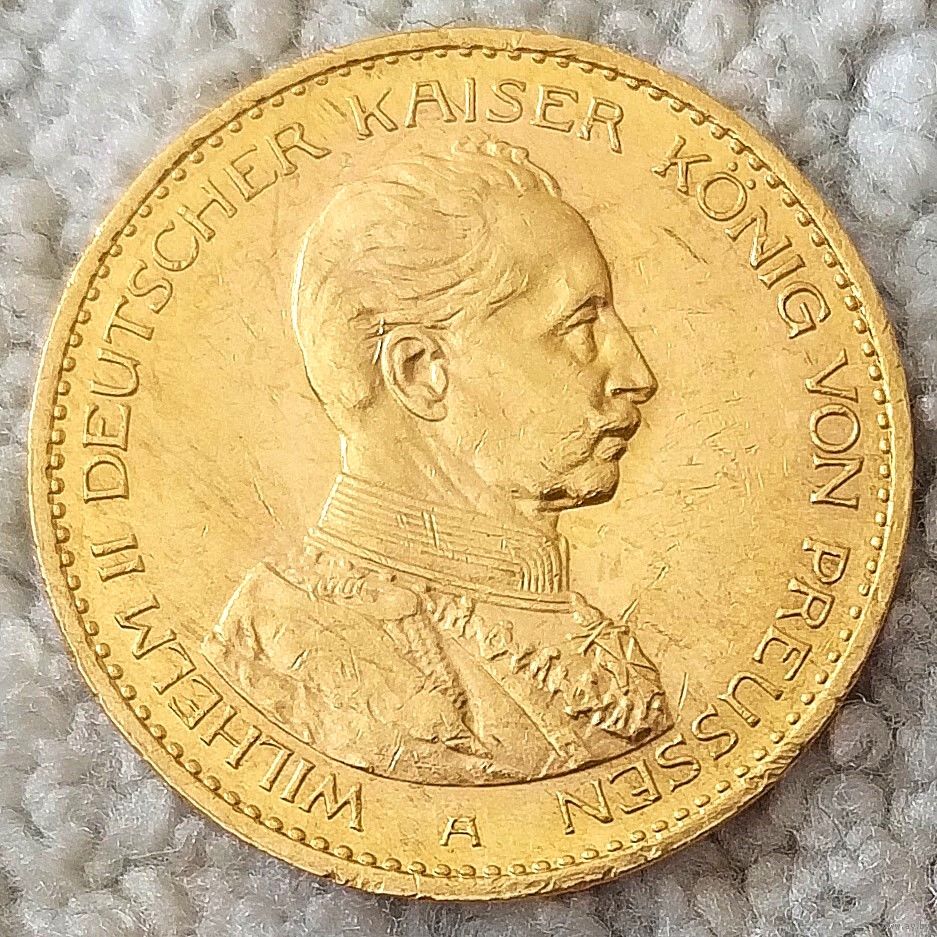 WILHELM II DEUTSCHER KAISER KÖNIG VON PREUSSEN
A